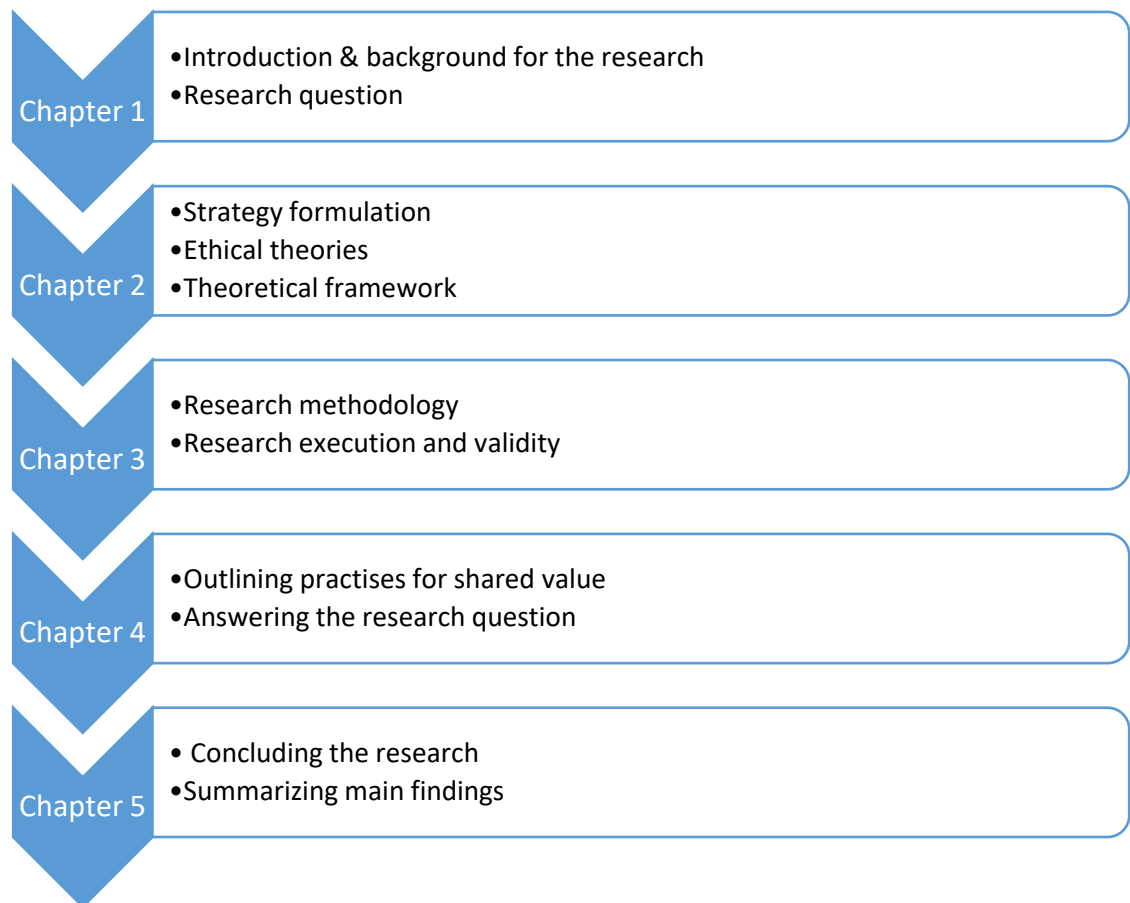 Chapter 1
•Introduction & background for the research
•Research question
Chapter 2
•Strategy formulation
•Ethical theories
•Theoretical framework
Chapter 3
•Research methodology
•Research execution and validity
Chapter 4
•Outlining practises for shared value
•Answering the research question
Chapter 5
• Concluding the research
•Summarizing main findings